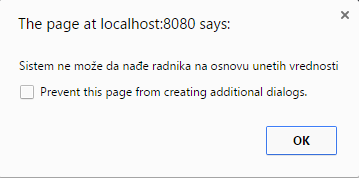 The page at localhost:8080 says:
Sistem ne može da nađe radnika na osnovu unetih vrednosti
Prevent this page from creating additional dialogs.
OK